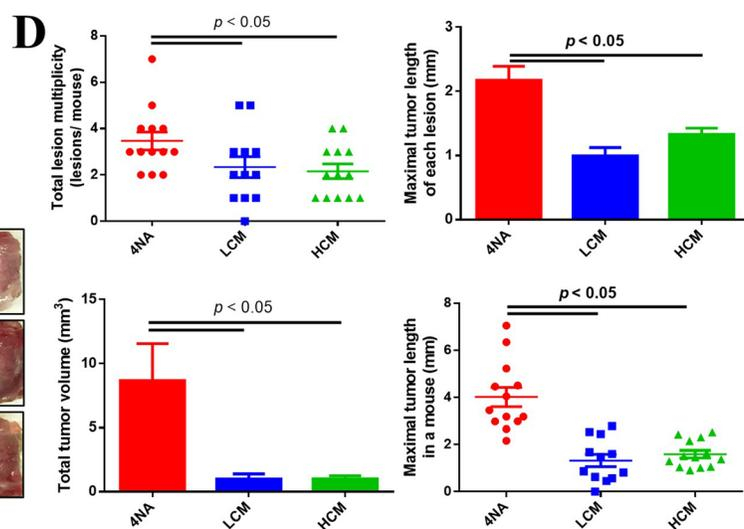 D
p < 0.05
Total lesion multiplicity
(lesions/ mouse)
8
6
4
2
0
4NA
LCM
HCM
p < 0.05
Maximal tumor length
of each lesion (mm)
3
2
1
0
4NA
LCM
HCM
p < 0.05
Total tumor volume (mm³)
15
10
5
0
4NA
LCM
HCM
p < 0.05
Maximal tumor length
in a mouse (mm)
8
6
4
2
0
4NA
LCM
HCM